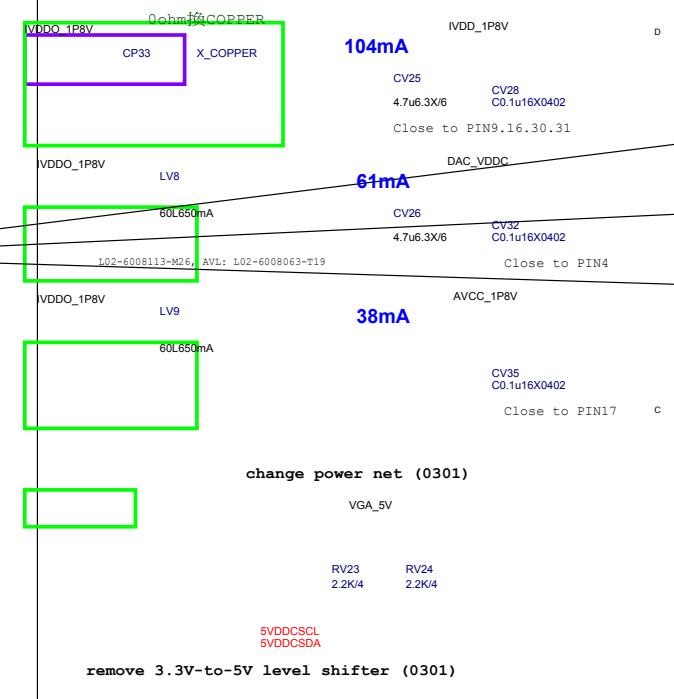 0ohm換COPPER
IVDDO_1P8V
IVDD_1P8V
D
104mA
CP33
X_COPPER
CV25
4.7u6.3X/6
CV28
C0.1u16X0402
Close to PIN9.16.30.31
IVDDO_1P8V
DAC_VDDC
LV8
61mA
60L650mA
CV26
4.7u6.3X/6
CV32
C0.1u16X0402
L02-6008113-M26, AVL: L02-6008063-T19
Close to PIN4
IVDDO_1P8V
AVCC_1P8V
LV9
38mA
60L650mA
CV35
C0.1u16X0402
Close to PIN17
C
change power net (0301)
VGA_5V
RV23
2.2K/4
RV24
2.2K/4
5VDDCSCL
5VDDCSDA
remove 3.3V-to-5V level shifter (0301)